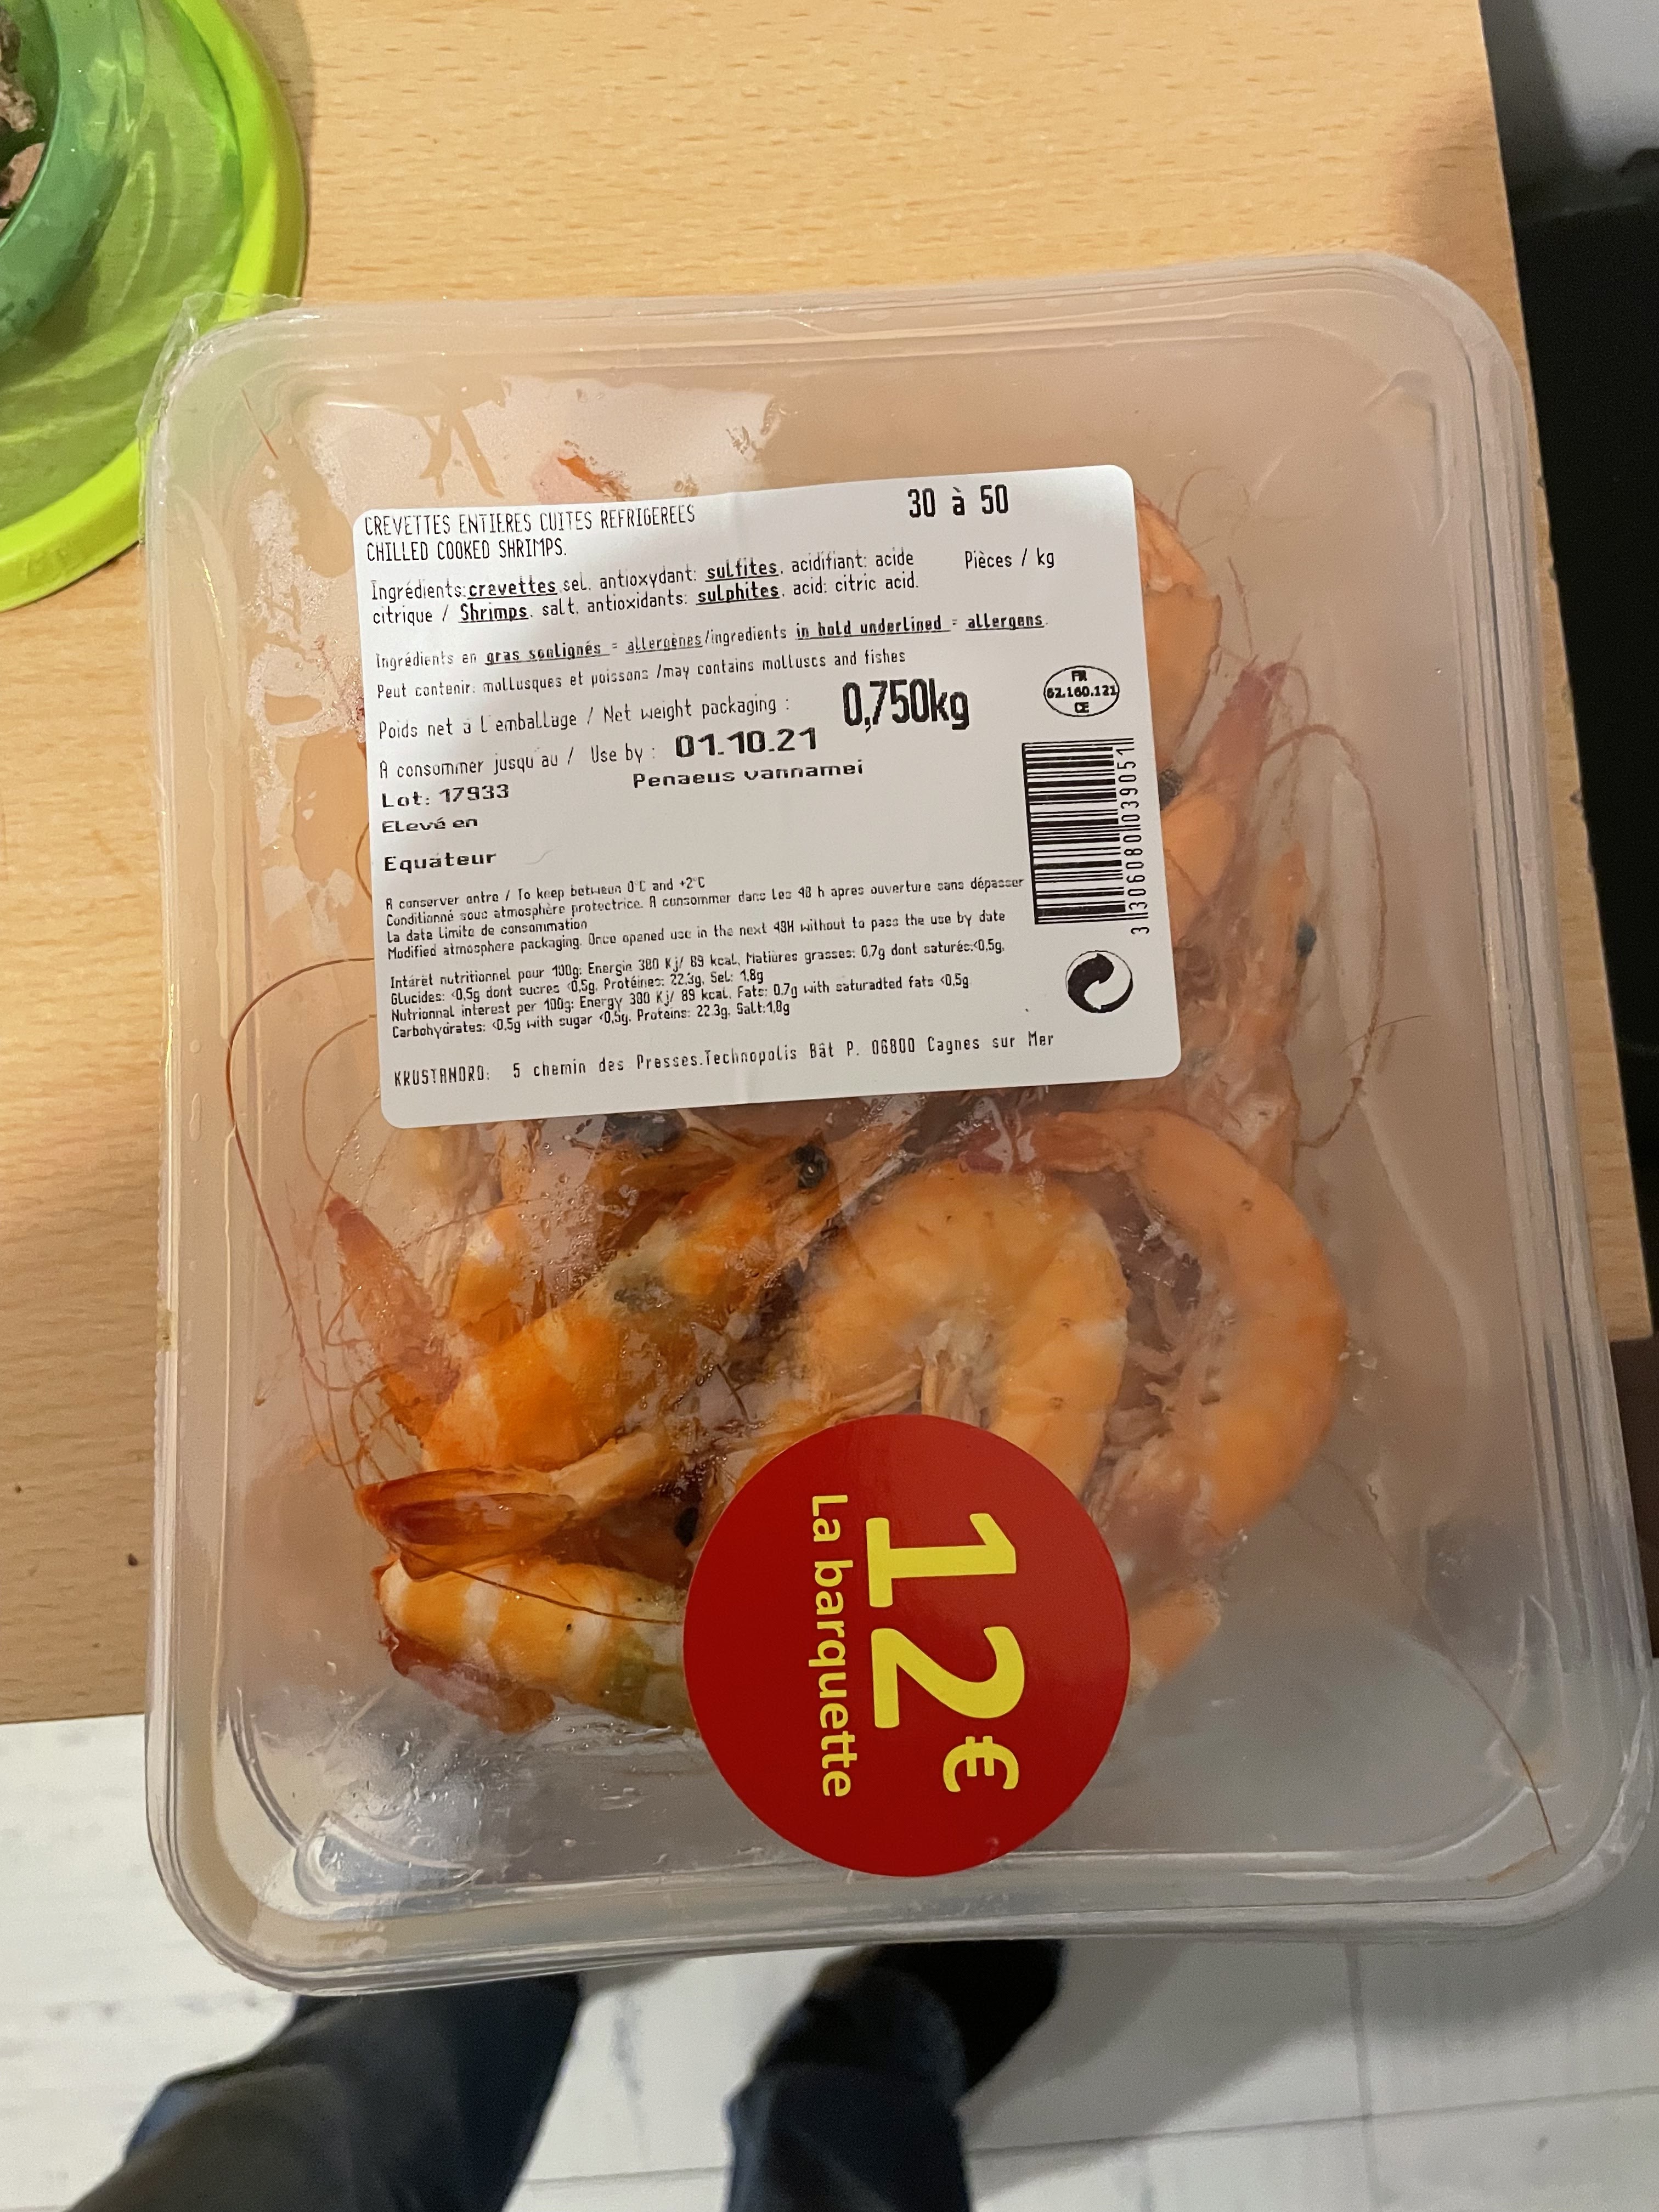 CREVETTES ENTIERES CUITES REFRIGEREES
CHILLED COOKED SHRIMPS.
30 à 50
Pièces / kg
Ingrédients:crevettes,sel, antioxydant: sulfites, acidifiant: acide
citrique / Shrimps, salt, antioxidants: sulphites, acid: citric acid.
Ingrédients en gras soulignés = allergènes/ingredients in bold underlined = allergens.
Peut contenir: mollusques et poissons /may contains molluscs and fishes
Poids net à l'emballage / Net weight packaging : 0,750kg
A consommer jusqu'au / Use by : 01.10.21
Lot: 17933
Penaeus vannamei
Elevé en
Equateur
FR
62.160.121
CE
3 306080 039051
A conserver entre / To keep between 0°C and +2°C
Conditionné sous atmosphère protectrice. A consommer dans les 48 h apres ouverture sans dépasser
la date limite de consommation
Modified atmosphere packaging. Once opened use in the next 48H without to pass the use by date
Intérêt nutritionnel pour 100g: Energie 380 Kj/ 89 kcal, Matières grasses: 0,7g dont saturés:<0,5g,
Glucides: <0,5g dont sucres <0,5g, Protéines: 22,3g, Sel: 1,8g
Nutrionnal interest per 100g: Energy 380 Kj/ 89 kcal, Fats: 0.7g with saturadted fats <0,5g
Carbohydrates: <0,5g with sugar <0,5g, Proteins: 22.3g, Salt:1,8g
KRUSTANORD: 5 chemin des Presses.Technopolis Bât P. 06800 Cagnes sur Mer
12€
La barquette